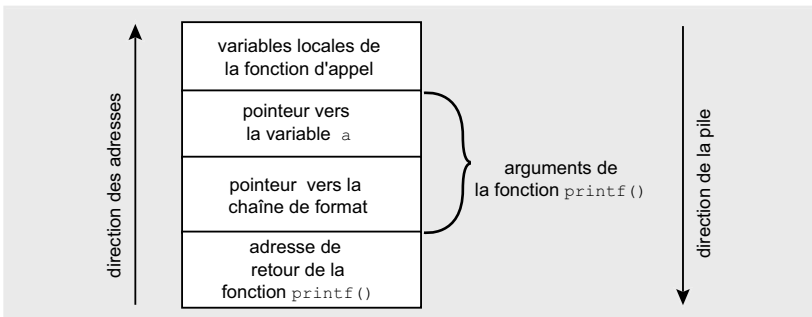 direction des adresses
variables locales de
la fonction d'appel
pointeur vers
la variable a
pointeur vers la
chaîne de format
adresse de
retour de la
fonction printf()
arguments de
la fonction printf()
direction de la pile